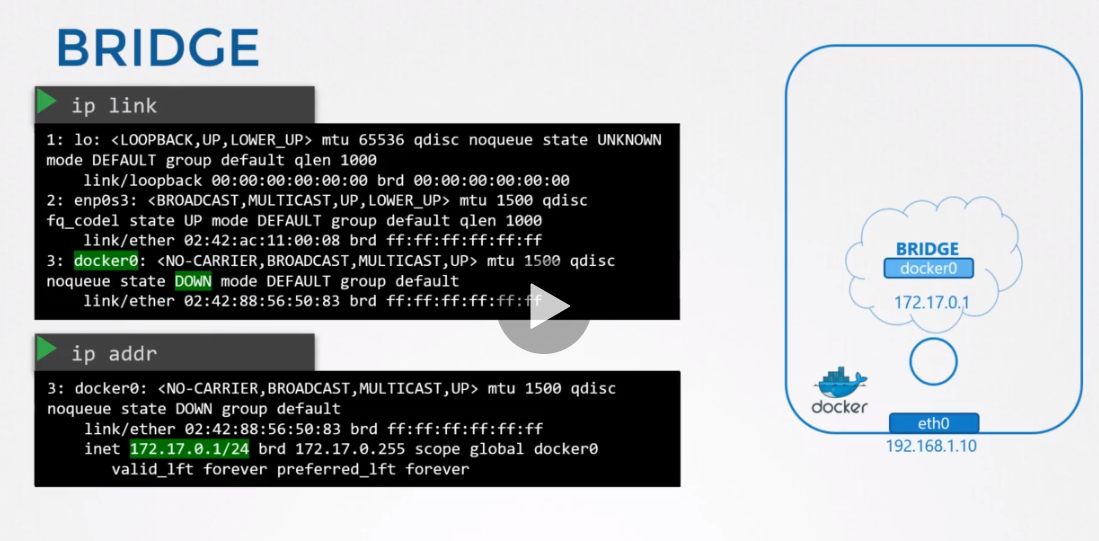 BRIDGE
ip link
1: lo: <LOOPBACK,UP,LOWER_UP> mtu 65536 qdisc noqueue state UNKNOWN
mode DEFAULT group default qlen 1000
link/loopback 00:00:00:00:00:00 brd 00:00:00:00:00:00
2: enp0s3: <BROADCAST,MULTICAST,UP,LOWER_UP> mtu 1500 qdisc
fq_codel state UP mode DEFAULT group default qlen 1000
link/ether 02:42:ac:11:00:08 brd ff:ff:ff:ff:ff:ff
3: docker0: <NO-CARRIER,BROADCAST,MULTICAST,UP> mtu 1500 qdisc
noqueue state DOWN mode DEFAULT group default
link/ether 02:42:88:56:50:83 brd ff:ff:ff:ff:ff:ff
ip addr
3: docker0: <NO-CARRIER,BROADCAST,MULTICAST,UP> mtu 1500 qdisc
noqueue state DOWN group default
link/ether 02:42:88:56:50:83 brd ff:ff:ff:ff:ff:ff
inet 172.17.0.1/24 brd 172.17.0.255 scope global docker0
valid_lft forever preferred_lft forever
BRIDGE
docker0
172.17.0.1
docker
eth0
192.168.1.10